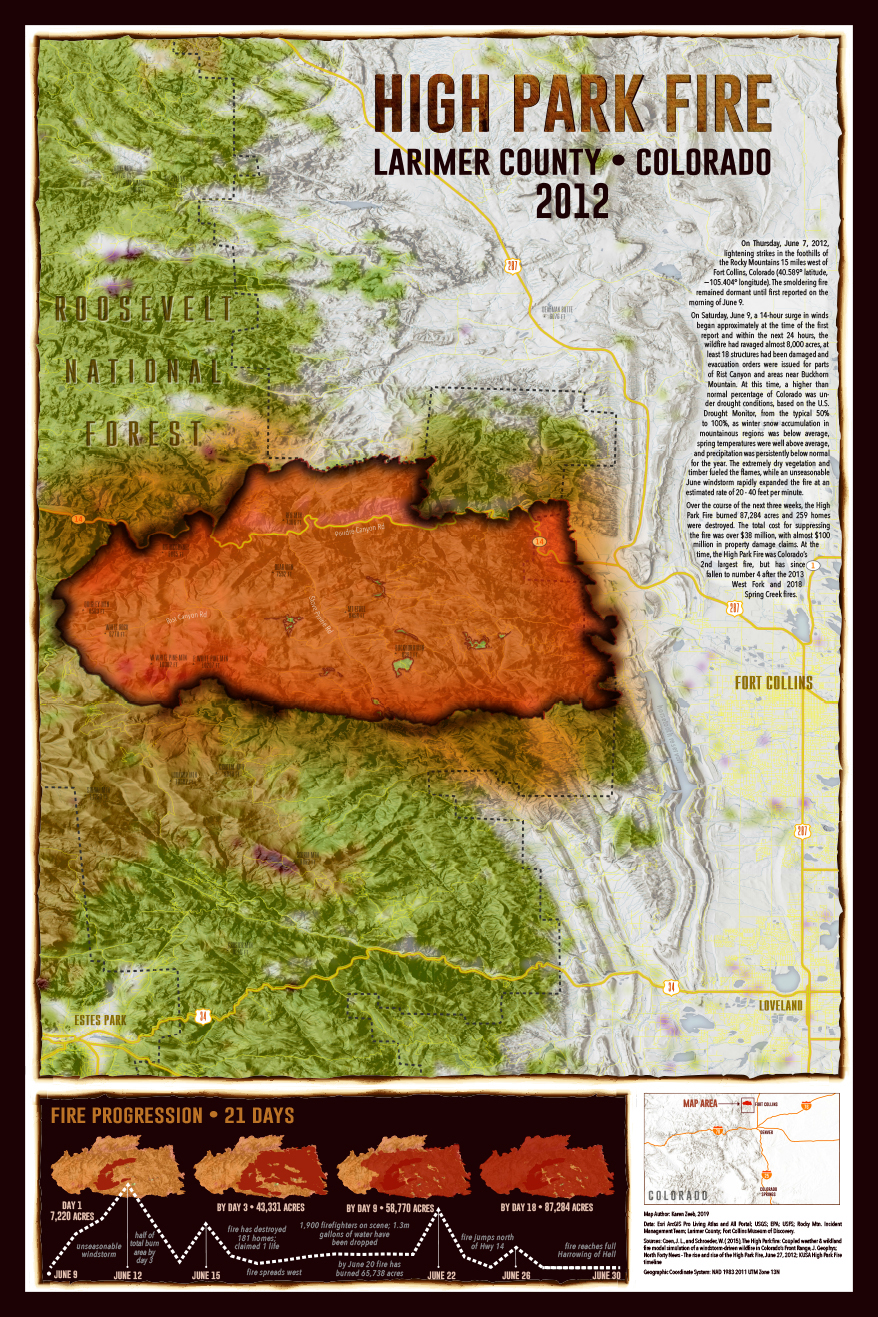 HIGH PARK FIRE
LARIMER COUNTY • COLORADO
2012
On Thursday, June 7, 2012,
lightening strikes in the foothills of
the Rocky Mountains 15 miles west of
Fort Collins, Colorado (40.589° latitude,
−105.404° longitude). The smoldering fire
remained dormant until first reported on the
morning of June 9.
On Saturday, June 9, a 14-hour surge in winds
began approximately at the time of the first
report and within the next 24 hours, the
wildfire had ravaged almost 8,000 acres, at
least 18 structures had been damaged and
evacuation orders were issued for parts
of Rist Canyon and areas near Buckhorn
Mountain. At this time, a higher than
normal percentage of Colorado was un-
der drought conditions, based on the U.S.
Drought Monitor, from the typical 50%
to 100%, as winter snow accumulation in
mountainous regions was below average,
spring temperatures were well above average,
and precipitation was persistently below normal
for the year. The extremely dry vegetation and
timber fueled the flames, while an unseasonable
June windstorm rapidly expanded the fire at an
estimated rate of 20 - 40 feet per minute.
Over the course of the next three weeks, the High
Park Fire burned 87,284 acres and 259 homes
were destroyed. The total cost for suppressing
the fire was over $38 million, with almost $100
million in property damage claims. At the
time, the High Park Fire was Colorado's
2nd largest fire, but has since
fallen to number 4 after the 2013
West Fork and 2018
Spring Creek fires.
287
ROOSEVELT
NATIONAL
FOREST
14
Poudre Canyon Rd
14
1
287
Rist Canyon Rd
Stove Prairie Rd
FORT COLLINS
287
34
34
ESTES PARK
LOVELAND
FIRE PROGRESSION • 21 DAYS
DAY 1
7,220 ACRES
BY DAY 3 • 43,331 ACRES
BY DAY 9 • 58,770 ACRES
BY DAY 18 • 87,284 ACRES
unseasonable
windstorm
half of
total burn
area by
day 3
fire has destroyed
181 homes;
claimed 1 life
fire spreads west
1,900 firefighters on scene; 1.3m
gallons of water have
been dropped
by June 20 fire has
burned 65,738 acres
fire jumps north
of Hwy 14
fire reaches full
Harrowing of Hell
JUNE 9
JUNE 12
JUNE 15
JUNE 22
JUNE 26
JUNE 30
MAP AREA
FORT COLLINS
DENVER
COLORADO
SPRINGS
COLORADO
Map Author: Karen Zeeb, 2019
Data: Esri ArcGIS Pro Living Atlas and All Portal; USGS; EPA; USFS; Rocky Mtn. Incident
Management Team; Larimer County; Fort Collins Museum of Discovery.
Sources: Coen, J. L., and Schroeder, W. ( 2015), The High Park fire: Coupled weather & wildland
fire model simulation of a windstorm-driven wildfire in Colorado's Front Range, J. Geophys;
North Forty News - The rise and rise of the High Park Fire, June 27, 2012; KUSA High Park Fire
timeline
Geographic Coordinate System: NAD 1983 2011 UTM Zone 13N